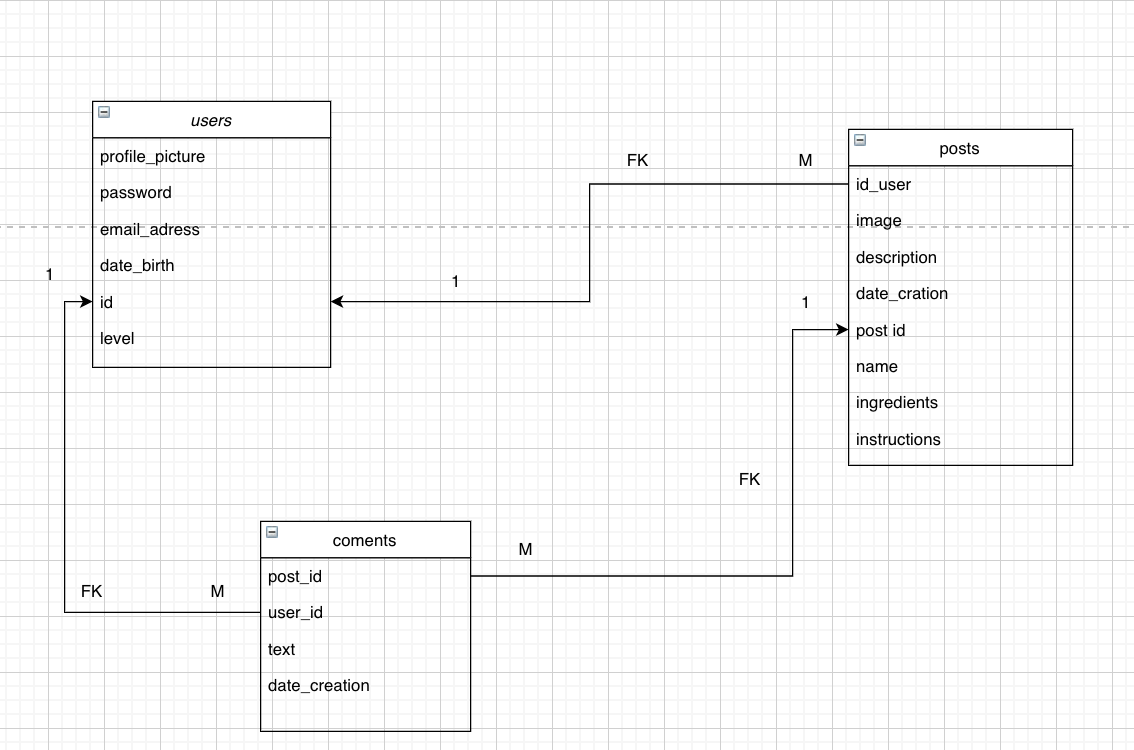 users
profile_picture
password
email_adress
date_birth
id
level
1
1
FK
M
posts
id_user
image
description
date_cration
post id
name
ingredients
instructions
1
FK
M
coments
post_id
user_id
text
date_creation
FK
M